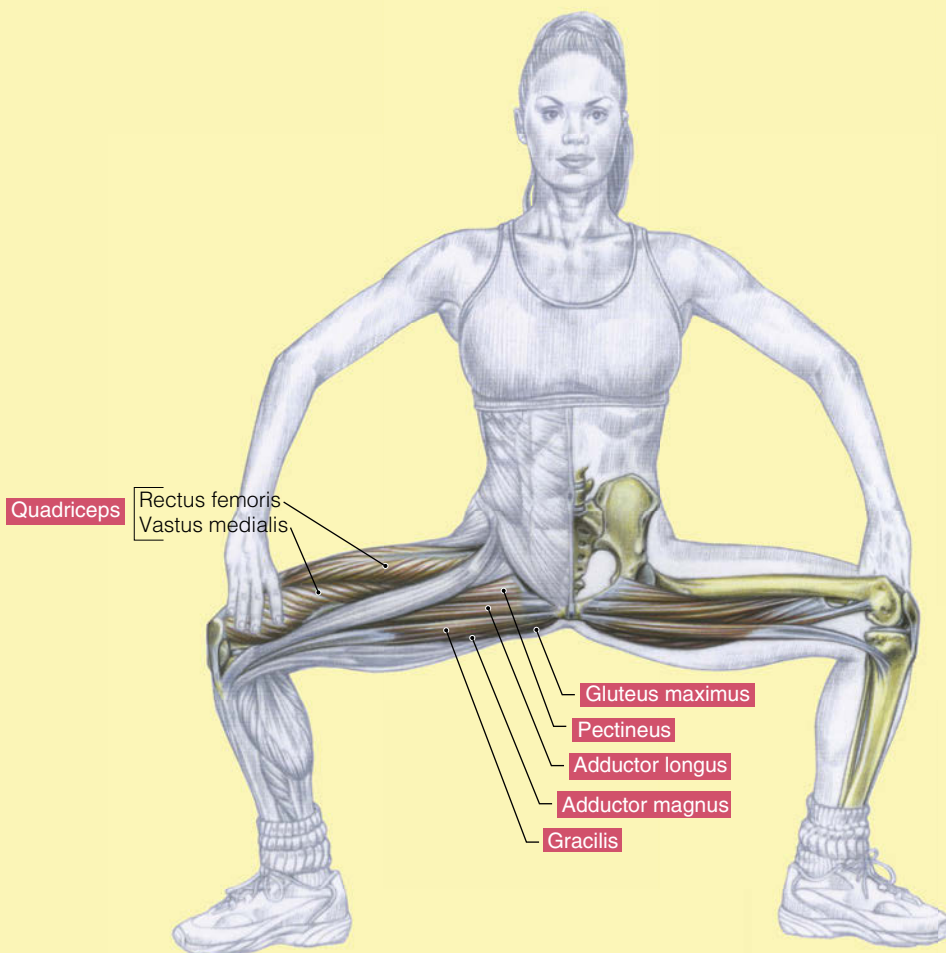 Quadriceps
Rectus femoris
Vastus medialis
Gluteus maximus
Pectineus
Adductor longus
Adductor magnus
Gracilis